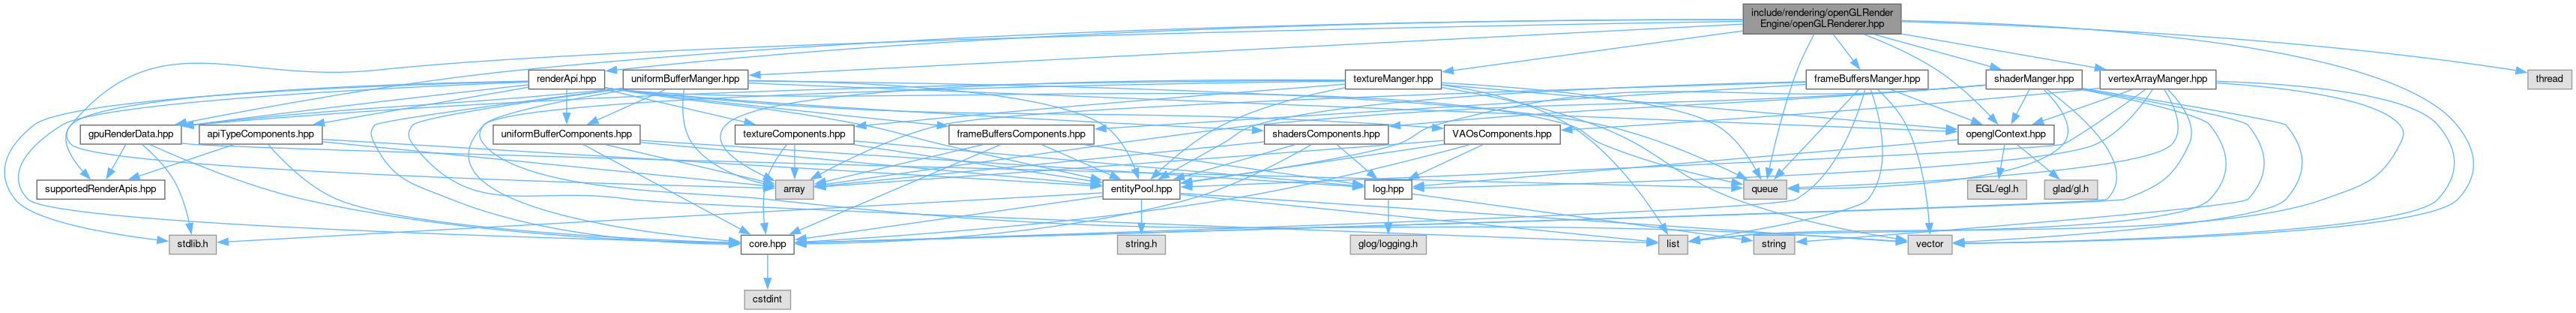 include/rendering/openGLRender
Engine/openGLRenderer.hpp
renderApi.hpp
uniformBufferManger.hpp
textureManger.hpp
frameBuffersManger.hpp
shaderManger.hpp
vertexArrayManger.hpp
thread
gpuRenderData.hpp
apiTypeComponents.hpp
uniformBufferComponents.hpp
textureComponents.hpp
frameBuffersComponents.hpp
shadersComponents.hpp
VAOsComponents.hpp
openglContext.hpp
supportedRenderApis.hpp
array
entityPool.hpp
log.hpp
queue
EGL/egl.h
glad/gl.h
stdlib.h
core.hpp
string.h
glog/logging.h
list
string
vector
cstdint